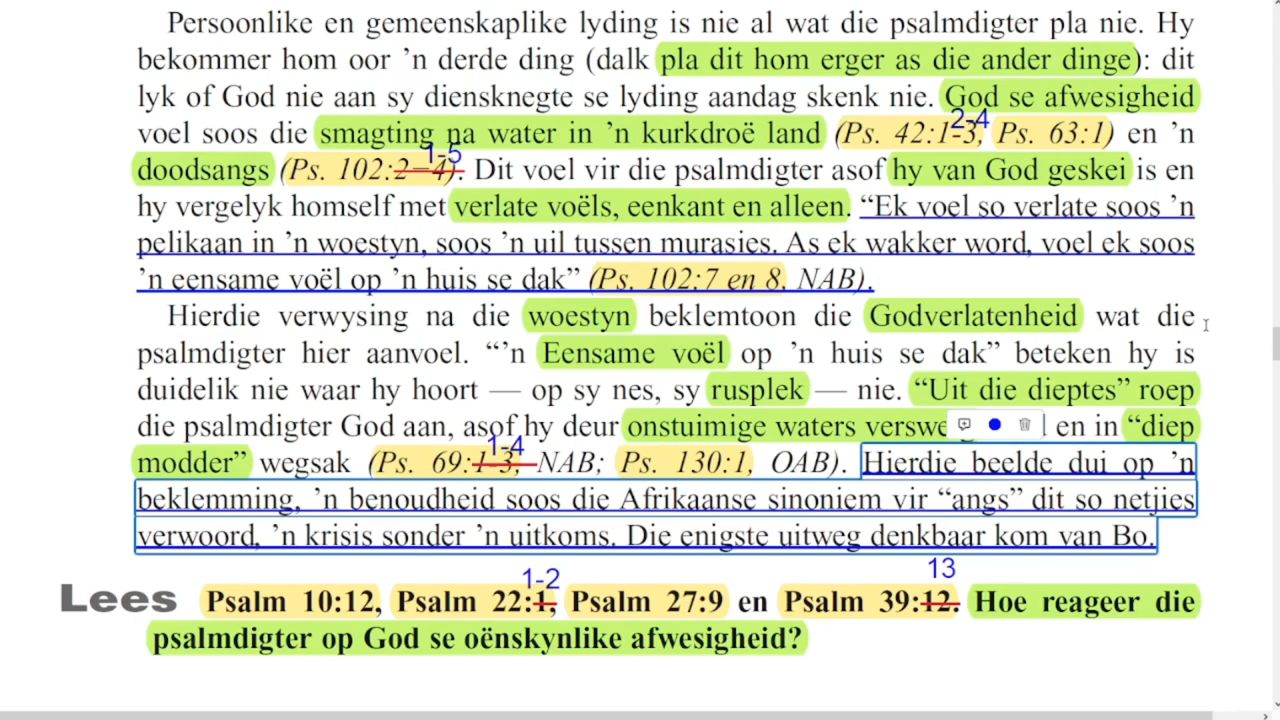 Persoonlike en gemeenskaplike lyding is nie al wat die psalmdigter pla nie. Hy
bekommer hom oor ’n derde ding (dalk pla dit hom erger as die ander dinge): dit
lyk of God nie aan sy diensknegte se lyding aandag skenk nie. God se afwesigheid
2-4
voel soos die smagting na water in ’n kurkdroë land (Ps. 42:1-3, Ps. 63:1) en ’n
1-5
doodsangs (Ps. 102:2–4). Dit voel vir die psalmdigter asof hy van God geskei is en
hy vergelyk homself met verlate voëls, eenkant en alleen. “Ek voel so verlate soos ’n
pelikaan in ’n woestyn, soos ’n uil tussen murasies. As ek wakker word, voel ek soos
’n eensame voël op ’n huis se dak” (Ps. 102:7 en 8, NAB).
Hierdie verwysing na die woestyn beklemtoon die Godverlatenheid wat die
psalmdigter hier aanvoel. “’n Eensame voël op ’n huis se dak” beteken hy is
duidelik nie waar hy hoort — op sy nes, sy rusplek — nie. “Uit die dieptes” roep
die psalmdigter God aan, asof hy deur onstuimige waters verswe l en in “diep
1-4
modder” wegsak (Ps. 69:1-3, NAB; Ps. 130:1, OAB). Hierdie beelde dui op ’n
beklemming, ’n benoudheid soos die Afrikaanse sinoniem vir “angs” dit so netjies
verwoord, ’n krisis sonder ’n uitkoms. Die enigste uitweg denkbaar kom van Bo.
1-2 13
Lees Psalm 10:12, Psalm 22:1, Psalm 27:9 en Psalm 39:12. Hoe reageer die
psalmdigter op God se oënskynlike afwesigheid?